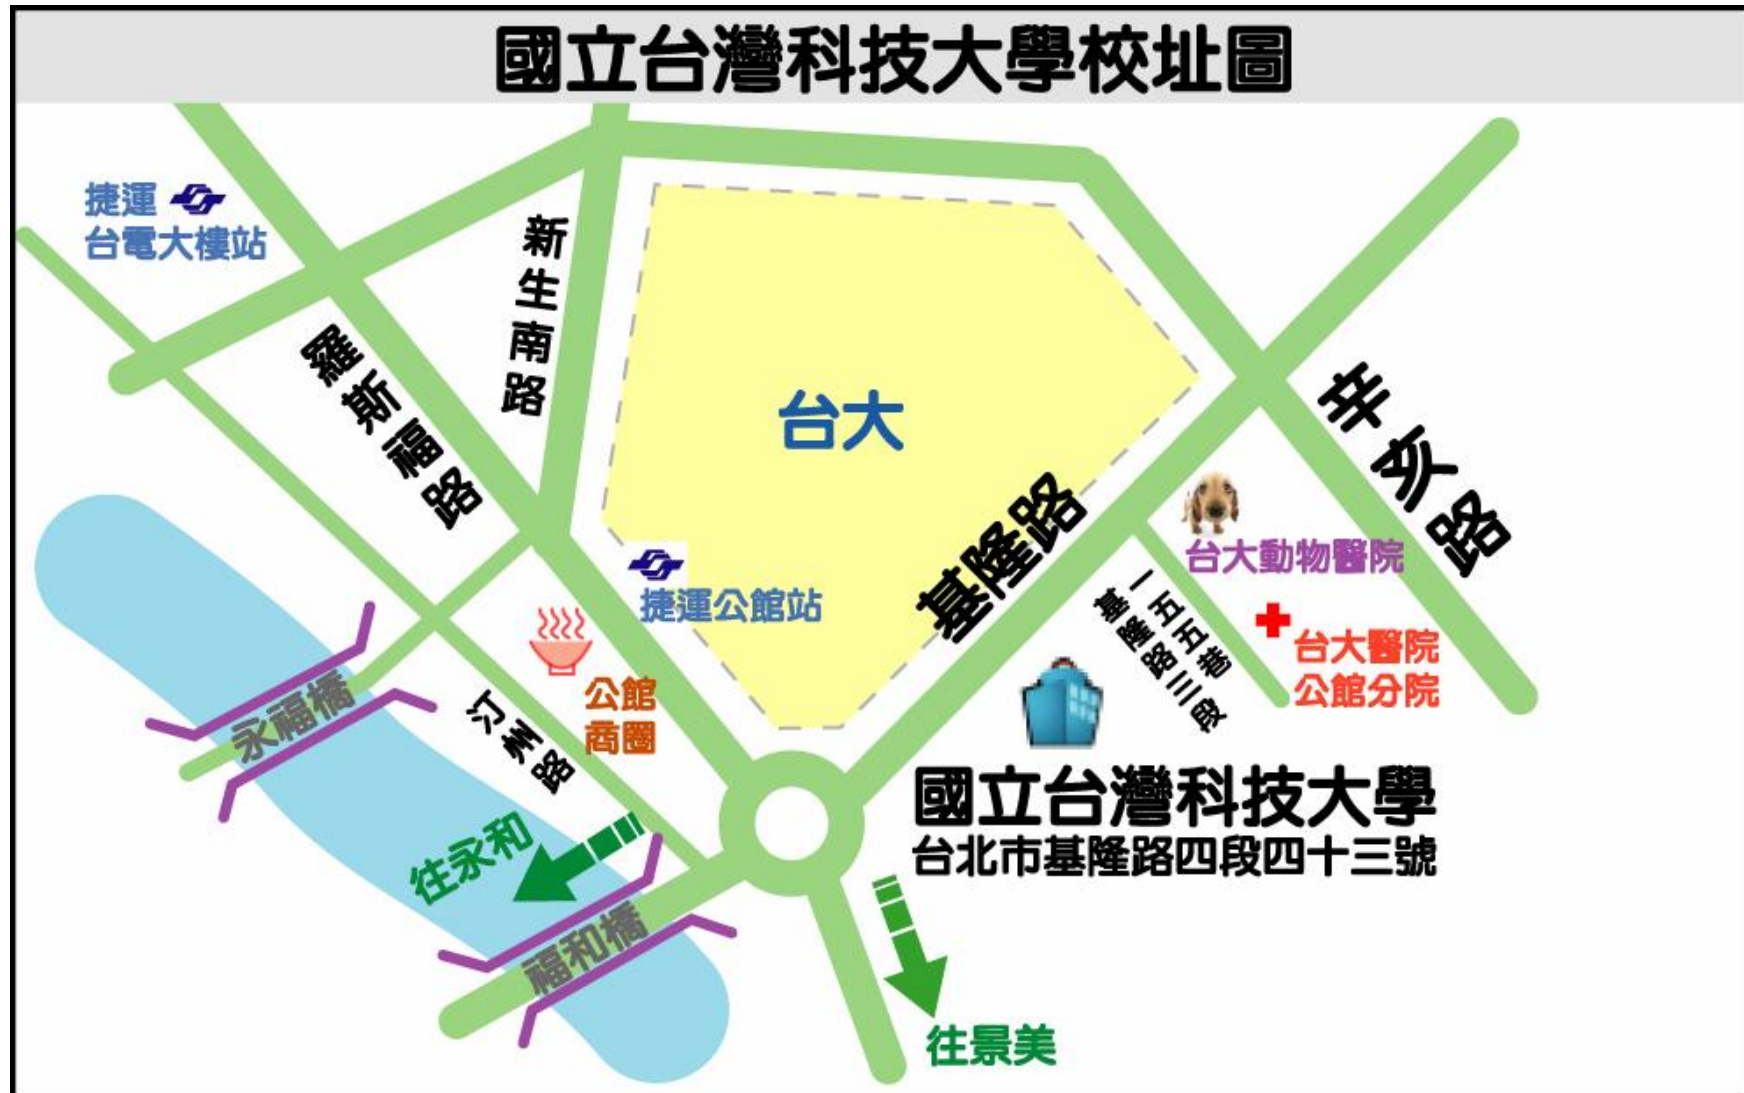 國立台灣科技大學校址圖
捷運
台電大樓站
新生南路
羅斯福路
台大
辛亥路
基隆路
台大動物醫院
捷運公館站
基隆路三段
一五五巷
台大醫院
公館分院
公館
商圈
永福橋
汀州路
國立台灣科技大學
台北市基隆路四段四十三號
往永和
福和橋
往景美